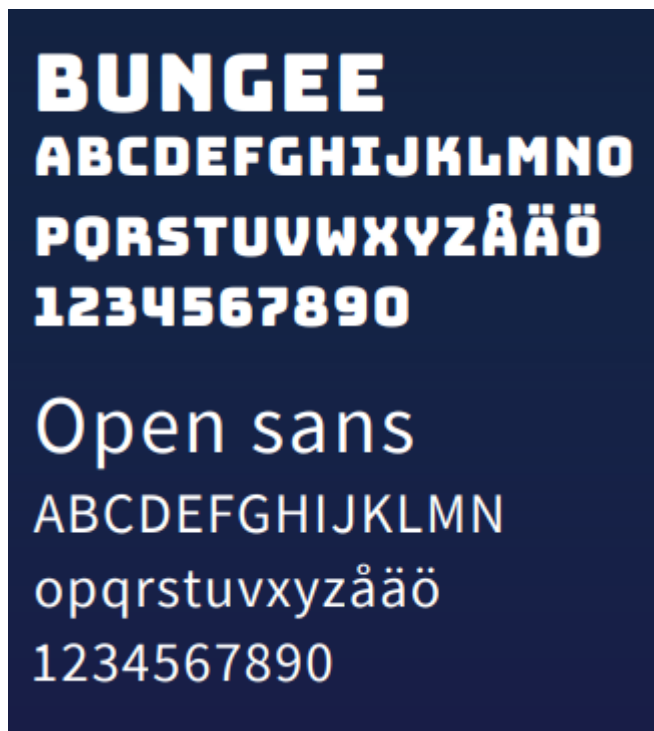 BUNGEE
ABCDEFGHIJKLMNO
PQRSTUVWXYZÅÄÖ
1234567890
Open sans
ABCDEFGHIJKLMN
opqrstuvxyzåäö
1234567890